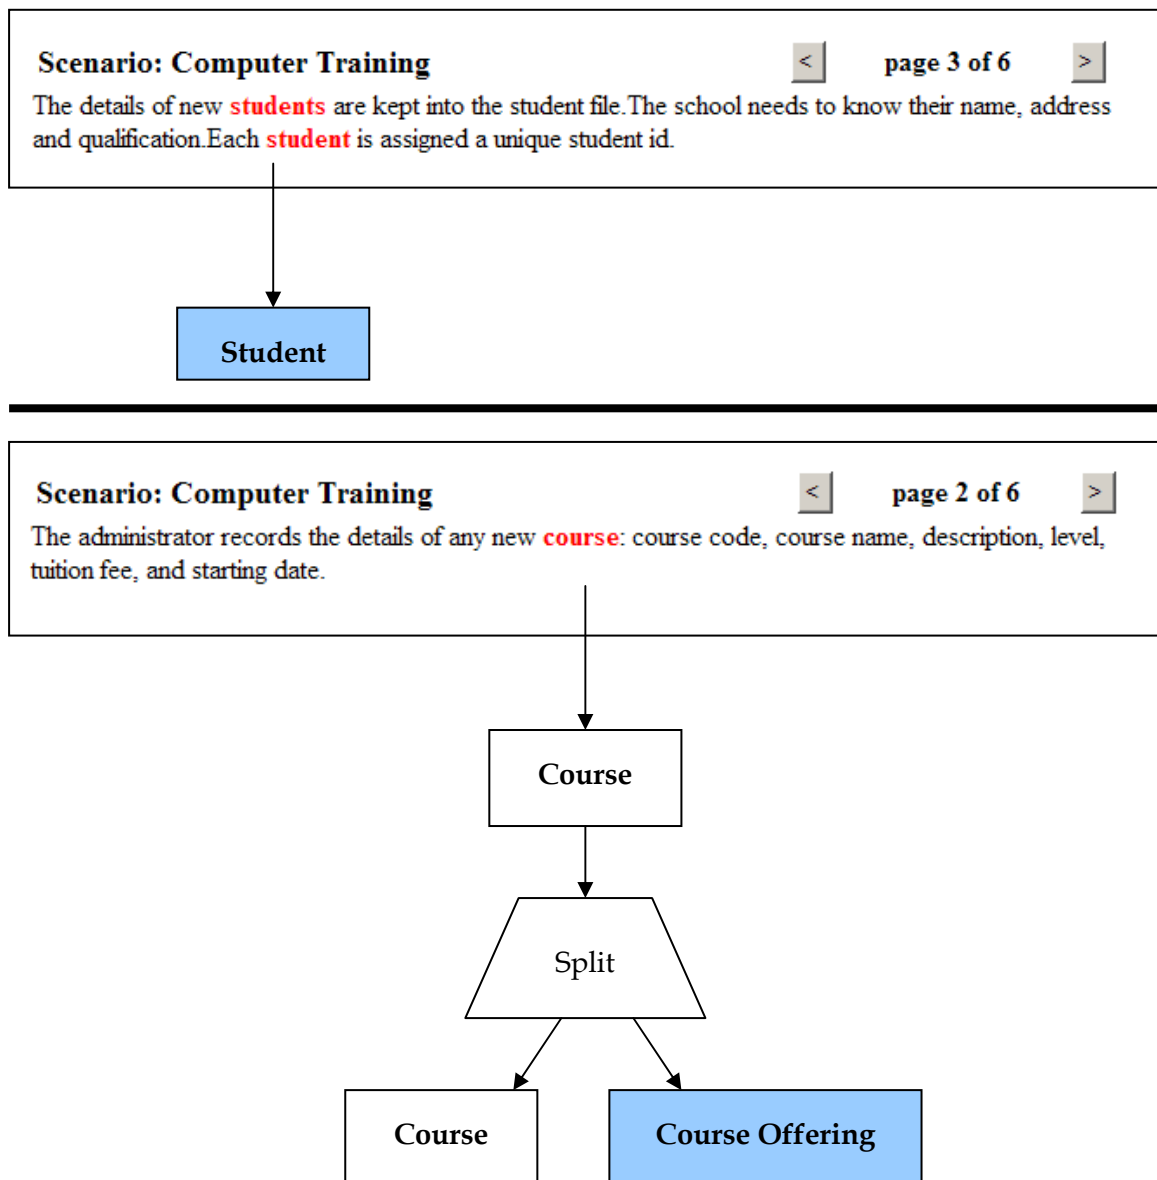 Scenario: Computer Training < page 3 of 6 >
The details of new students are kept into the student file.The school needs to know their name, address
and qualification.Each student is assigned a unique student id.
Student
Scenario: Computer Training < page 2 of 6 >
The administrator records the details of any new course: course code, course name, description, level,
tuition fee, and starting date.
Course
Split
Course Course Offering